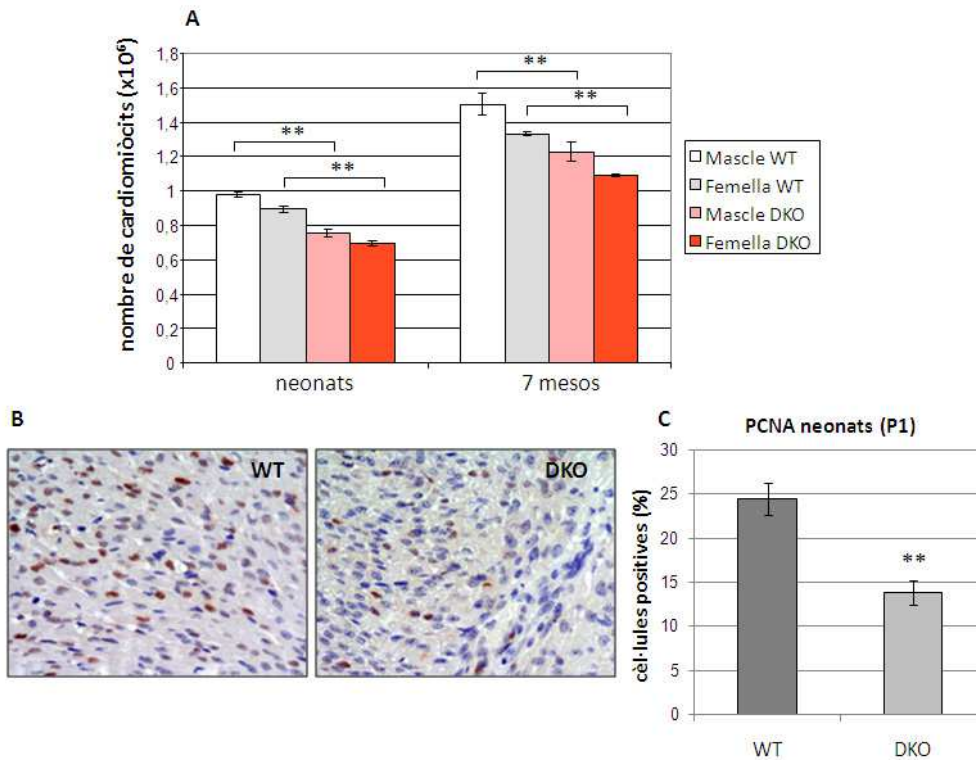 A
nombre de cardiomiòcits (x10⁶)
1,8
1,6
1,4
1,2
1
0,8
0,6
0,4
0,2
0
**
**
**
**
neonats
7 mesos
Mascle WT
Femella WT
Mascle DKO
Femella DKO
B
WT
DKO
C
PCNA neonats (P1)
cèl·lules positives (%)
30
25
20
15
10
5
0
**
WT
DKO